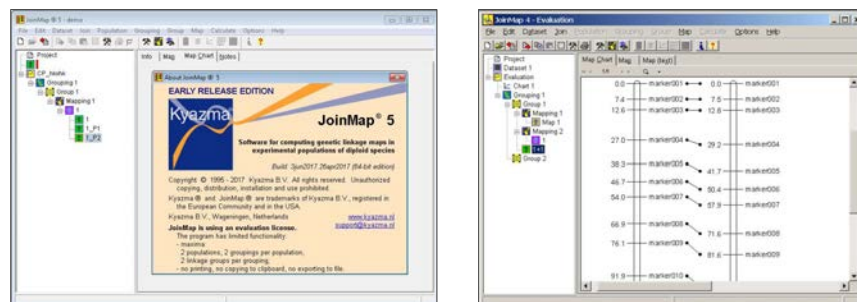 JoinMap ® 5 - demo
File Edit Dataset Join Population Grouping Group Map Calculate Options Help
Project
CP_NxNk
Grouping 1
Group 1
Mapping 1
1
1
1_P1
1_P2
Info Map Map Chart Notes
About JoinMap ® 5
EARLY RELEASE EDITION
Kyazma
JoinMap® 5
Software for computing genetic linkage maps in
experimental populations of diploid species
Build: 3jun2017 26apr2017 (64-bit edition)
Copyright © 1995 - 2017 Kyazma B.V. All rights reserved. Unauthorized
copying, distribution, installation and use prohibited.
Kyazma ® and JoinMap ® are trademarks of Kyazma B.V., registered in
the European Community and in the USA.
Kyazma B.V., Wageningen, Netherlands
www.kyazma.nl
support@kyazma.nl
JoinMap is using an evaluation license.
The program has limited functionality:
- maxima:
2 populations, 2 groupings per population,
2 linkage groups per grouping,
- no printing, no copying to clipboard, no exporting to file.
JoinMap 4 - Evaluation
File Edit Dataset Join Population Grouping Group Map Calculate Options Help
Project
Dataset 1
Evaluation
Chart 1
Grouping 1
Group 1
Mapping 1
Map 1
Mapping 2
1
Group 2
Map Chart Map Map (text)
0.0 marker001 0.0 marker001
7.4 marker002 7.5 marker002
12.6 marker003 12.8 marker003
27.0 marker004 29.2 marker004
38.3 marker005 41.7 marker005
46.7 marker006 50.4 marker006
54.0 marker007 57.9 marker007
66.9 marker008 71.6 marker008
76.1 marker009 81.6 marker009
91.9 marker010